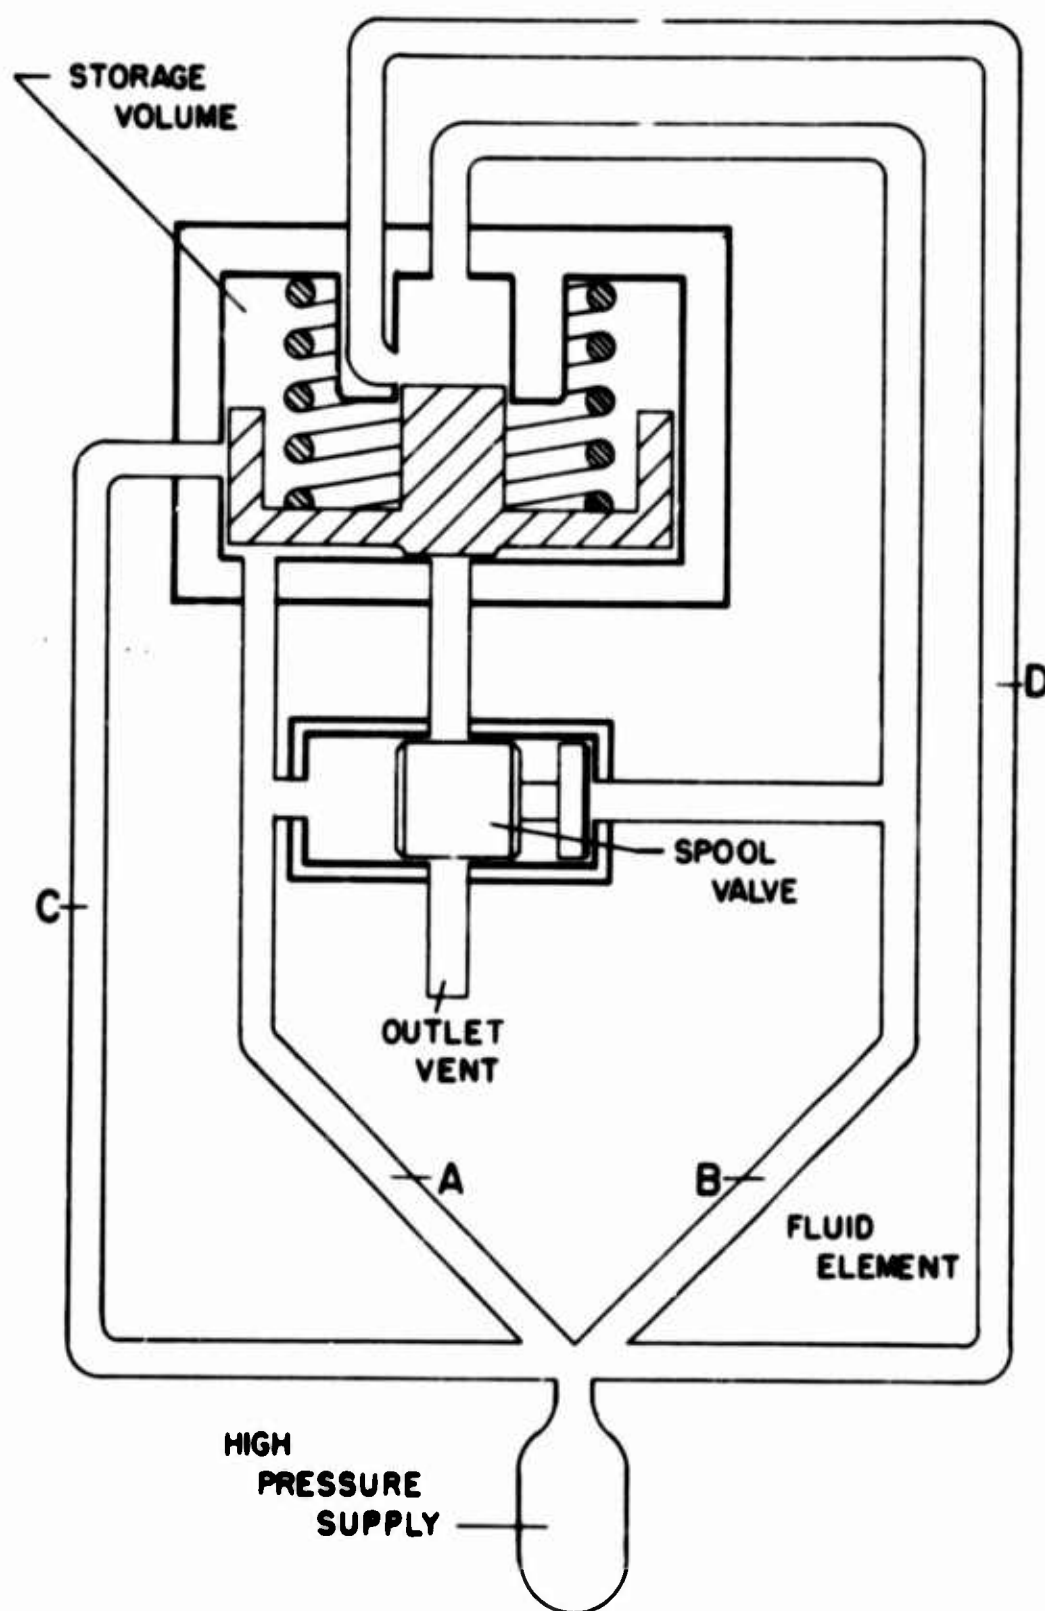 STORAGE
VOLUME
D
SPOOL
VALVE
C
OUTLET
VENT
A
B
FLUID
ELEMENT
HIGH
PRESSURE
SUPPLY